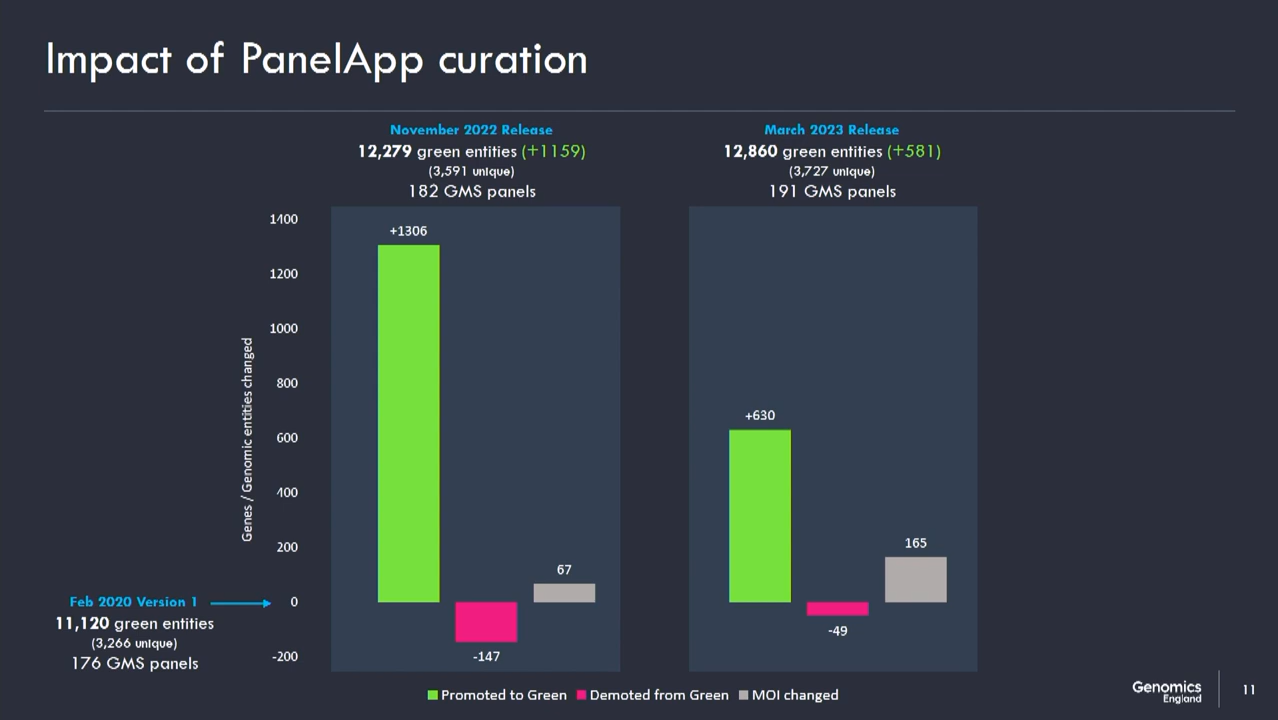 Impact of PanelApp curation
November 2022 Release
12,279 green entities (+1159)
(3,591 unique)
182 GMS panels
March 2023 Release
12,860 green entities (+581)
(3,727 unique)
191 GMS panels
Genes / Genomic entities changed
1400
1200
1000
800
600
400
200
0
-200
+1306
-147
67
+630
-49
165
Feb 2020 Version 1
11,120 green entities
(3,266 unique)
176 GMS panels
Promoted to Green Demoted from Green MOI changed
Genomics
England
11